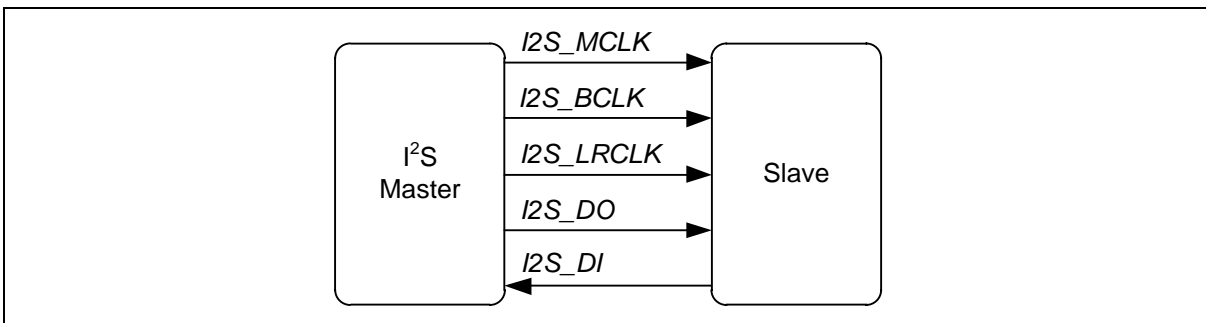 I2S_MCLK
I2S_BCLK
I²S
Master
I2S_LRCLK
Slave
I2S_DO
I2S_DI